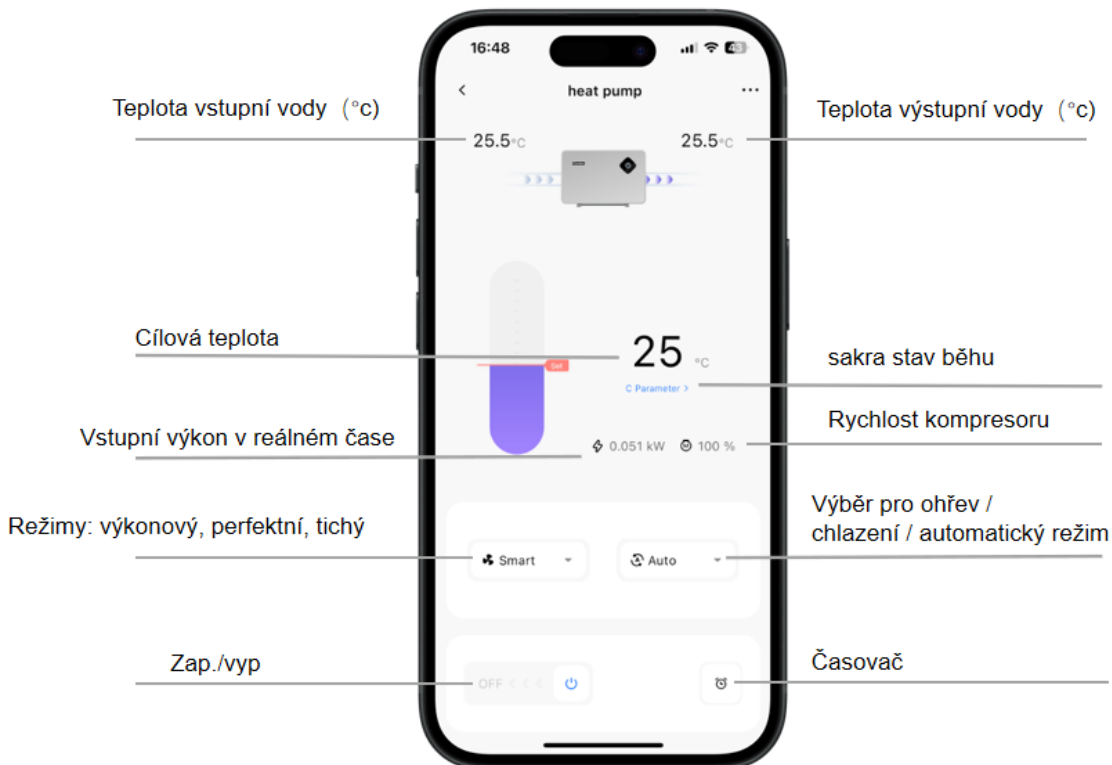 16:48
43
heat pump
Teplota vstupní vody (°c)
Teplota výstupní vody (°c)
25.5°C
25.5°C
Cílová teplota
Set
25 °C
sakra stav běhu
C Parameter >
Rychlost kompresoru
Vstupní výkon v reálném čase
0.051 kW
100 %
Výběr pro ohřev /
chlazení / automatický režim
Režimy: výkonový, perfektní, tichý
Smart
Auto
Zap./vyp
Časovač
OFF